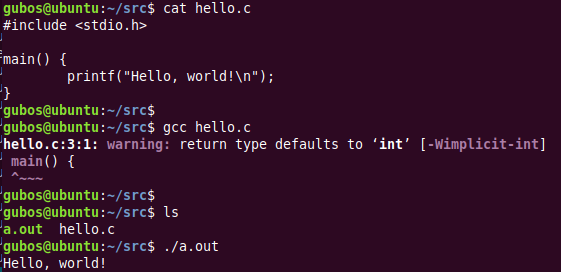 gubos@ubuntu:~/src$ cat hello.c
#include <stdio.h>

main() {
        printf("Hello, world!\n");
}
gubos@ubuntu:~/src$
gubos@ubuntu:~/src$ gcc hello.c
hello.c:3:1: warning: return type defaults to ‘int’ [-Wimplicit-int]
 main() {
 ^~~~
gubos@ubuntu:~/src$
gubos@ubuntu:~/src$ ls
a.out  hello.c
gubos@ubuntu:~/src$ ./a.out
Hello, world!